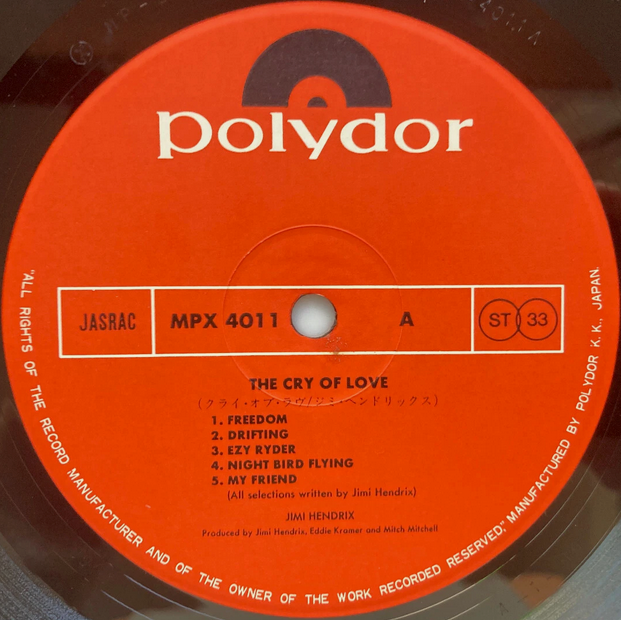 polydor
JASRAC
MPX 4011
A
ST 33
THE CRY OF LOVE
(クライ・オブ・ラヴ/ジミ・ヘンドリックス)
1. FREEDOM
2. DRIFTING
3. EZY RYDER
4. NIGHT BIRD FLYING
5. MY FRIEND
(All selections written by Jimi Hendrix)
JIMI HENDRIX
Produced by Jimi Hendrix, Eddie Kramer and Mitch Mitchell
"ALL RIGHTS OF THE RECORD MANUFACTURER AND OF THE OWNER OF THE WORK RECORDED RESERVED." MANUFACTURED BY POLYDOR K.K., JAPAN.